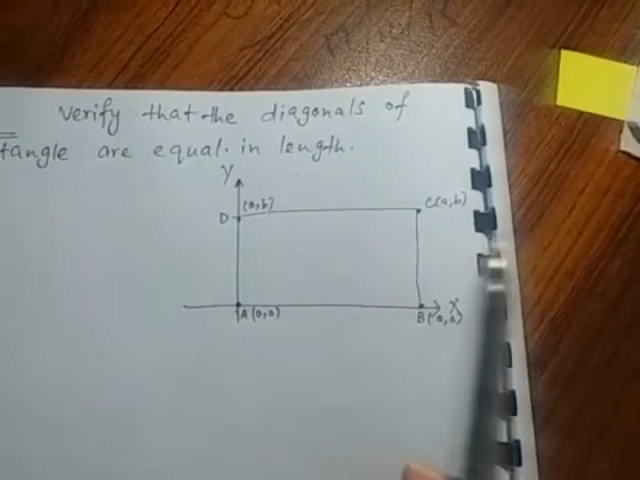 Verify that the diagonals of
tangle are equal. in length.
Y
D (0,b) C(a,b)
A(0,0) B(a,0) X